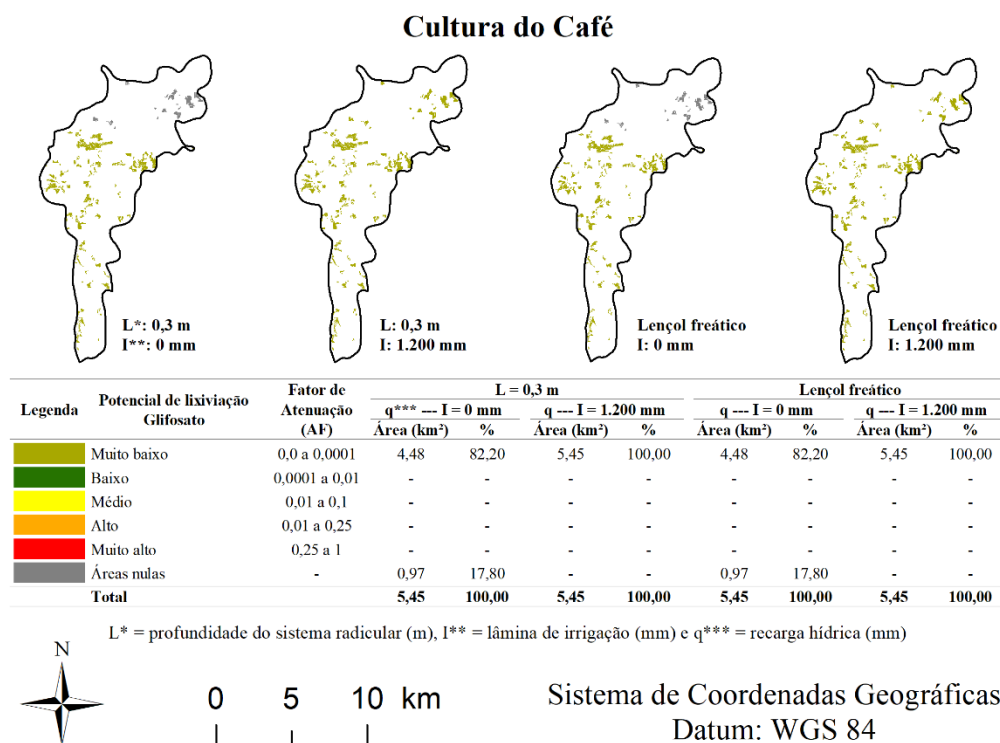 Cultura do Café
L*: 0,3 m
I**: 0 mm
L: 0,3 m
I: 1.200 mm
Lençol freático
I: 0 mm
Lençol freático
I: 1.200 mm
Legenda Potencial de lixiviação Glifosato Fator de Atenuação (AF) L = 0,3 m Lençol freático
q*** --- I = 0 mm q --- I = 1.200 mm q --- I = 0 mm q --- I = 1.200 mm
Área (km²) % Área (km²) % Área (km²) % Área (km²) %
Muito baixo 0,0 a 0,0001 4,48 82,20 5,45 100,00 4,48 82,20 5,45 100,00
Baixo 0,0001 a 0,01 - - - - - - - -
Médio 0,01 a 0,1 - - - - - - - -
Alto 0,01 a 0,25 - - - - - - - -
Muito alto 0,25 a 1 - - - - - - - -
Áreas nulas - 0,97 17,80 - - 0,97 17,80 - -
Total 5,45 100,00 5,45 100,00 5,45 100,00 5,45 100,00
L* = profundidade do sistema radicular (m), I** = lâmina de irrigação (mm) e q*** = recarga hídrica (mm)
N
0 5 10 km
Sistema de Coordenadas Geográficas
Datum: WGS 84